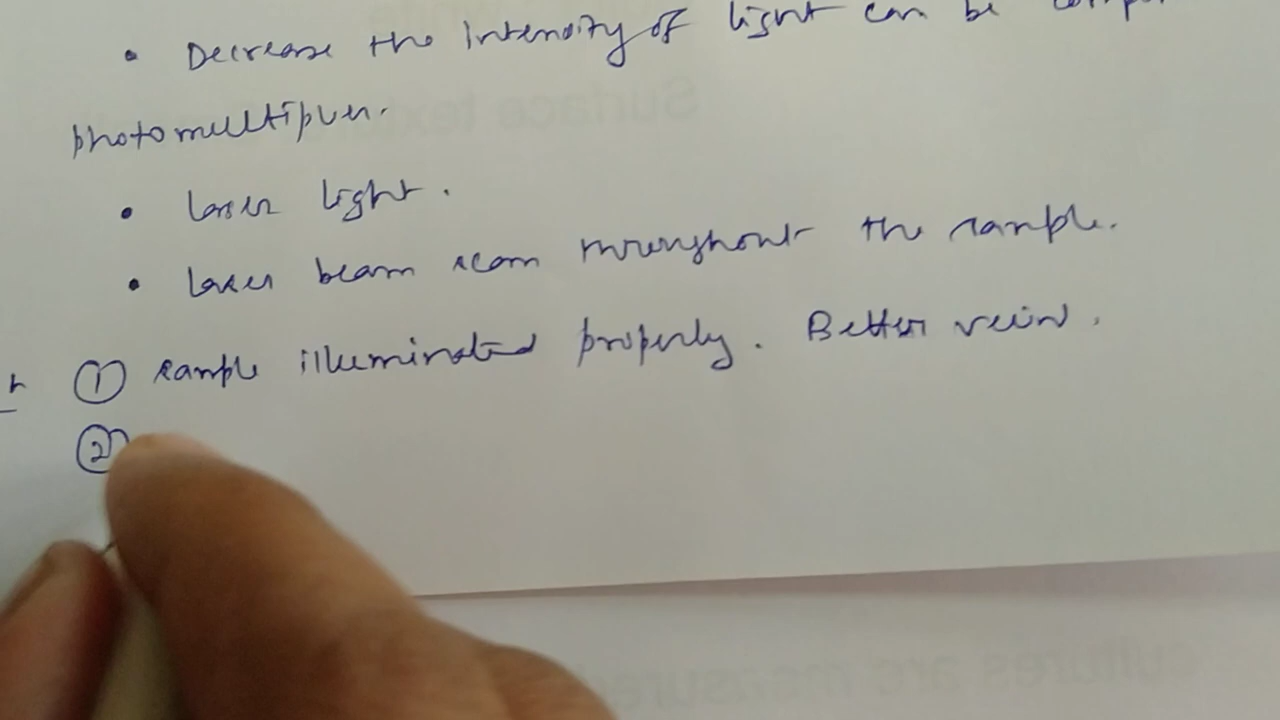 • Decrease the intensity of light can be
photomultiplier.
• laser light.
• laser beam scan throughout the sample.
① sample illuminated properly. Better view.
②